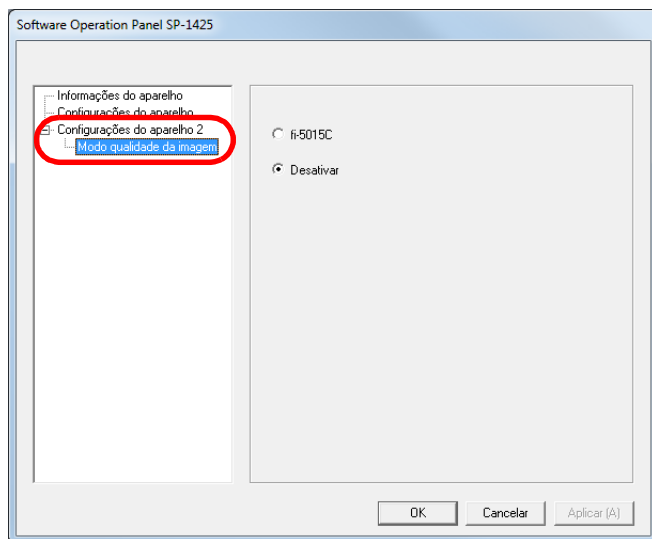 Software Operation Panel SP-1425
Informações do aparelho
Configurações do aparelho
Configurações do aparelho 2
Modo qualidade da imagem
fi-5015C
Desativar
OK
Cancelar
Aplicar (A)